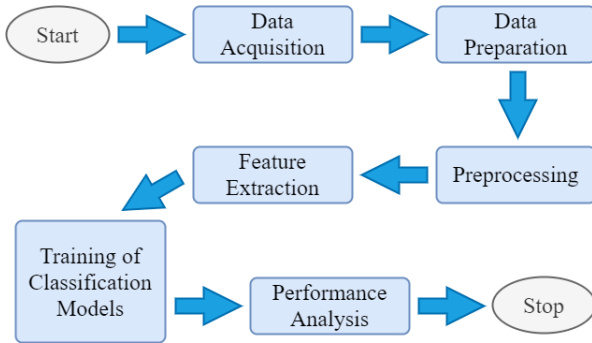 Start
Data
Acquisition
Data
Preparation
Preprocessing
Feature
Extraction
Training of
Classification
Models
Performance
Analysis
Stop